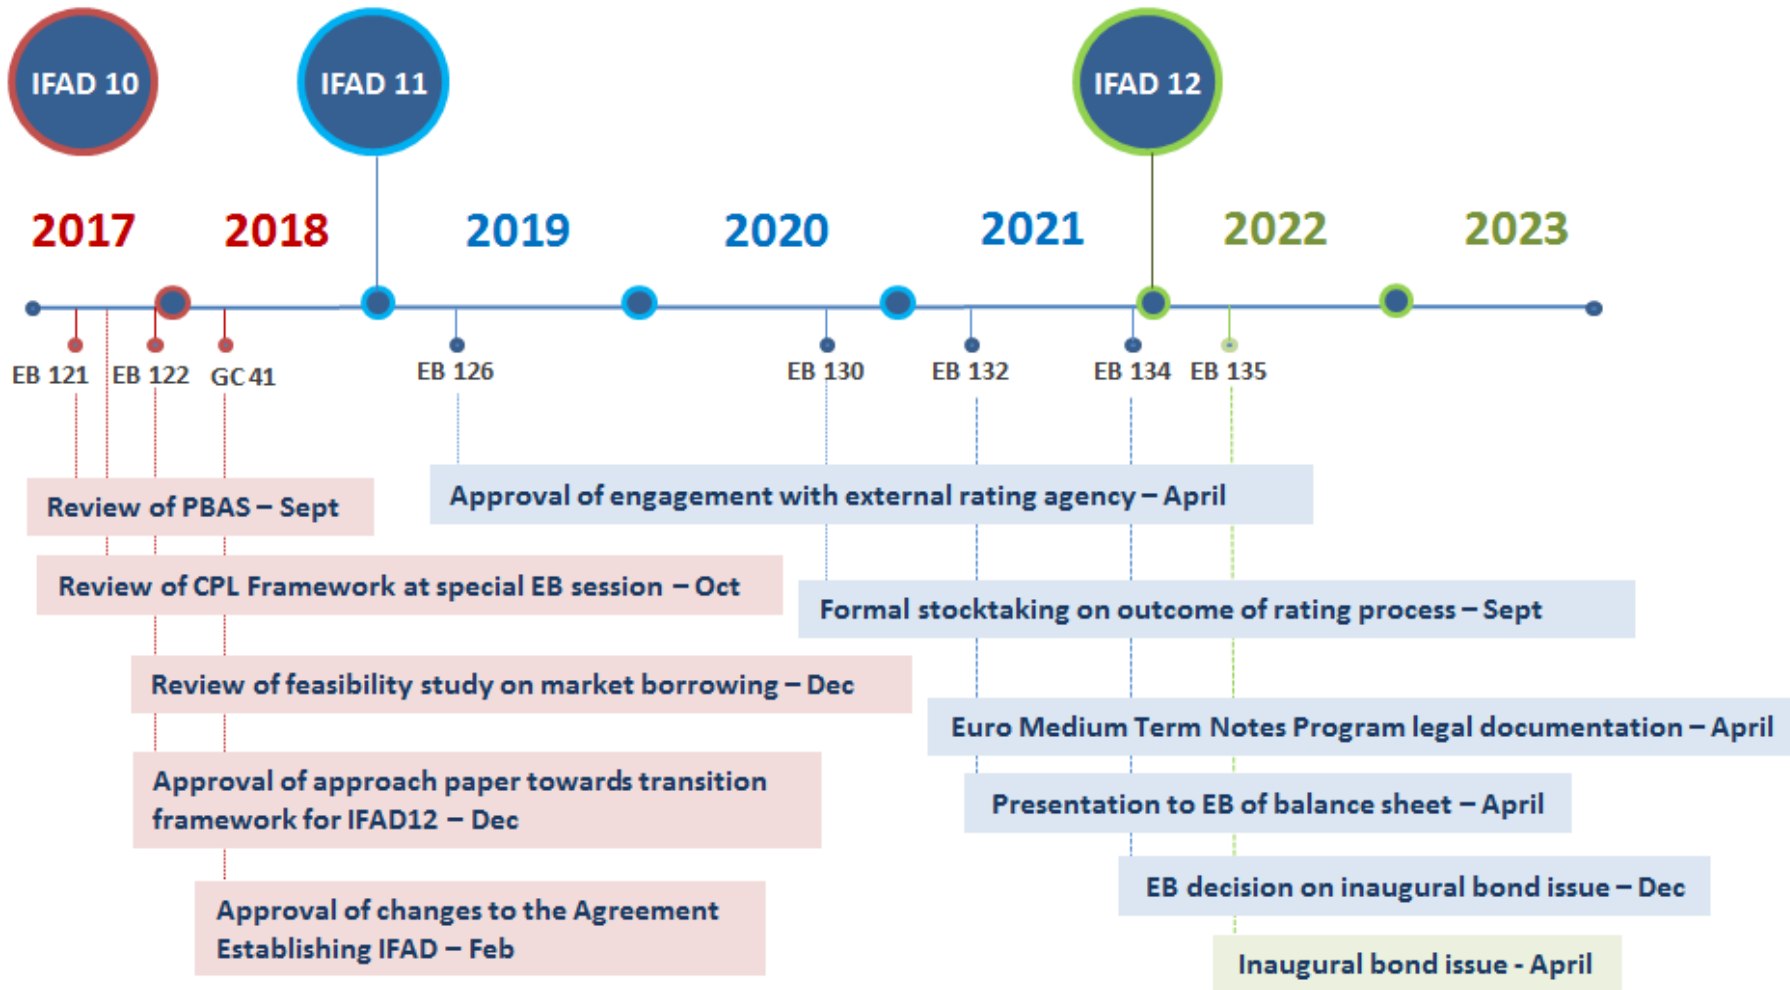 IFAD 10
IFAD 11
IFAD 12
2017
2018
2019
2020
2021
2022
2023
EB 121
EB 122
GC 41
EB 126
EB 130
EB 132
EB 134
EB 135
Review of PBAS – Sept
Approval of engagement with external rating agency – April
Review of CPL Framework at special EB session – Oct
Formal stocktaking on outcome of rating process – Sept
Review of feasibility study on market borrowing – Dec
Euro Medium Term Notes Program legal documentation – April
Approval of approach paper towards transition
framework for IFAD12 – Dec
Presentation to EB of balance sheet – April
EB decision on inaugural bond issue – Dec
Approval of changes to the Agreement
Establishing IFAD – Feb
Inaugural bond issue - April